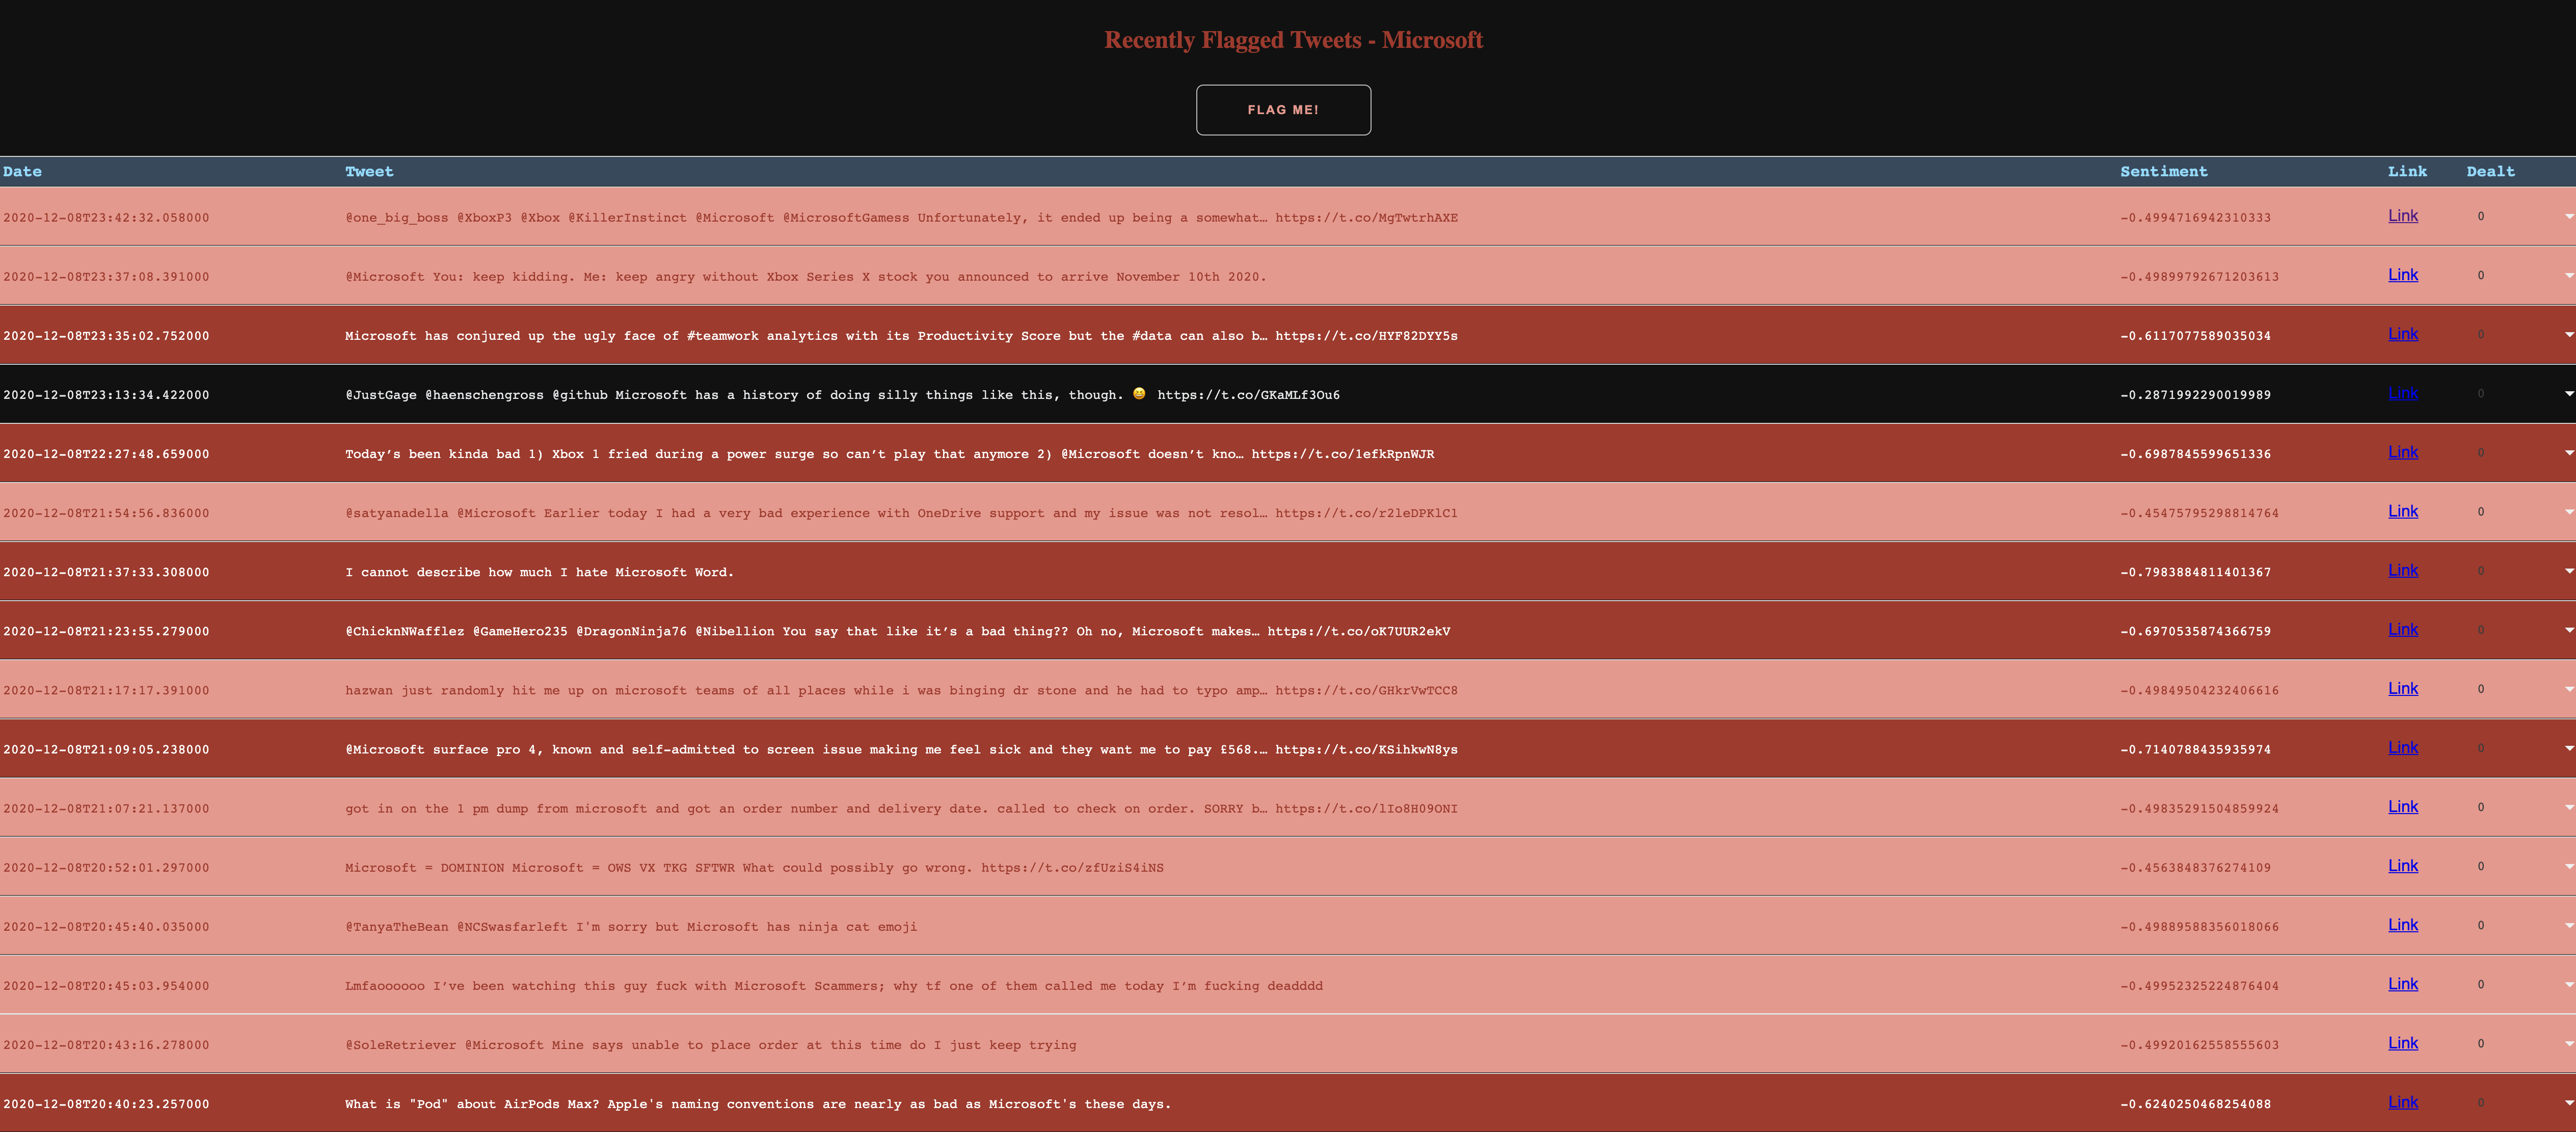 Recently Flagged Tweets - Microsoft
FLAG ME!
Date Tweet Sentiment Link Dealt
2020-12-08T23:42:32.058000 @one_big_boss @XboxP3 @Xbox @KillerInstinct @Microsoft @MicrosoftGamess Unfortunately, it ended up being a somewhat… https://t.co/MgTwtrhAXE -0.4994716942310333 Link 0
2020-12-08T23:37:08.391000 @Microsoft You: keep kidding. Me: keep angry without Xbox Series X stock you announced to arrive November 10th 2020. -0.49899792671203613 Link 0
2020-12-08T23:35:02.752000 Microsoft has conjured up the ugly face of #teamwork analytics with its Productivity Score but the #data can also b… https://t.co/HYF82DYY5s -0.6117077589035034 Link 0
2020-12-08T23:13:34.422000 @JustGage @haenschengross @github Microsoft has a history of doing silly things like this, though. 😆 https://t.co/GKaMLf3Ou6 -0.2871992290019989 Link 0
2020-12-08T22:27:48.659000 Today’s been kinda bad 1) Xbox 1 fried during a power surge so can’t play that anymore 2) @Microsoft doesn’t kno… https://t.co/1efkRpnWJR -0.6987845599651336 Link 0
2020-12-08T21:54:56.836000 @satyanadella @Microsoft Earlier today I had a very bad experience with OneDrive support and my issue was not resol… https://t.co/r2leDPKlC1 -0.45475795298814764 Link 0
2020-12-08T21:37:33.308000 I cannot describe how much I hate Microsoft Word. -0.7983884811401367 Link 0
2020-12-08T21:23:55.279000 @ChicknNWafflez @GameHero235 @DragonNinja76 @Nibellion You say that like it’s a bad thing?? Oh no, Microsoft makes… https://t.co/oK7UUR2ekV -0.6970535874366759 Link 0
2020-12-08T21:17:17.391000 hazwan just randomly hit me up on microsoft teams of all places while i was binging dr stone and he had to typo amp… https://t.co/GHkrVwTCC8 -0.49849504232406616 Link 0
2020-12-08T21:09:05.238000 @Microsoft surface pro 4, known and self-admitted to screen issue making me feel sick and they want me to pay £568.… https://t.co/KSihkwN8ys -0.7140788435935974 Link 0
2020-12-08T21:07:21.137000 got in on the 1 pm dump from microsoft and got an order number and delivery date. called to check on order. SORRY b… https://t.co/lIo8H09ONI -0.49835291504859924 Link 0
2020-12-08T20:52:01.297000 Microsoft = DOMINION Microsoft = OWS VX TKG SFTWR What could possibly go wrong. https://t.co/zfUziS4iNS -0.4563848376274109 Link 0
2020-12-08T20:45:40.035000 @TanyaTheBean @NCSwasfarleft I'm sorry but Microsoft has ninja cat emoji -0.49889588356018066 Link 0
2020-12-08T20:45:03.954000 Lmfaoooooo I’ve been watching this guy fuck with Microsoft Scammers; why tf one of them called me today I’m fucking deadddd -0.49952325224876404 Link 0
2020-12-08T20:43:16.278000 @SoleRetriever @Microsoft Mine says unable to place order at this time do I just keep trying -0.49920162558555603 Link 0
2020-12-08T20:40:23.257000 What is "Pod" about AirPods Max? Apple's naming conventions are nearly as bad as Microsoft's these days. -0.6240250468254088 Link 0